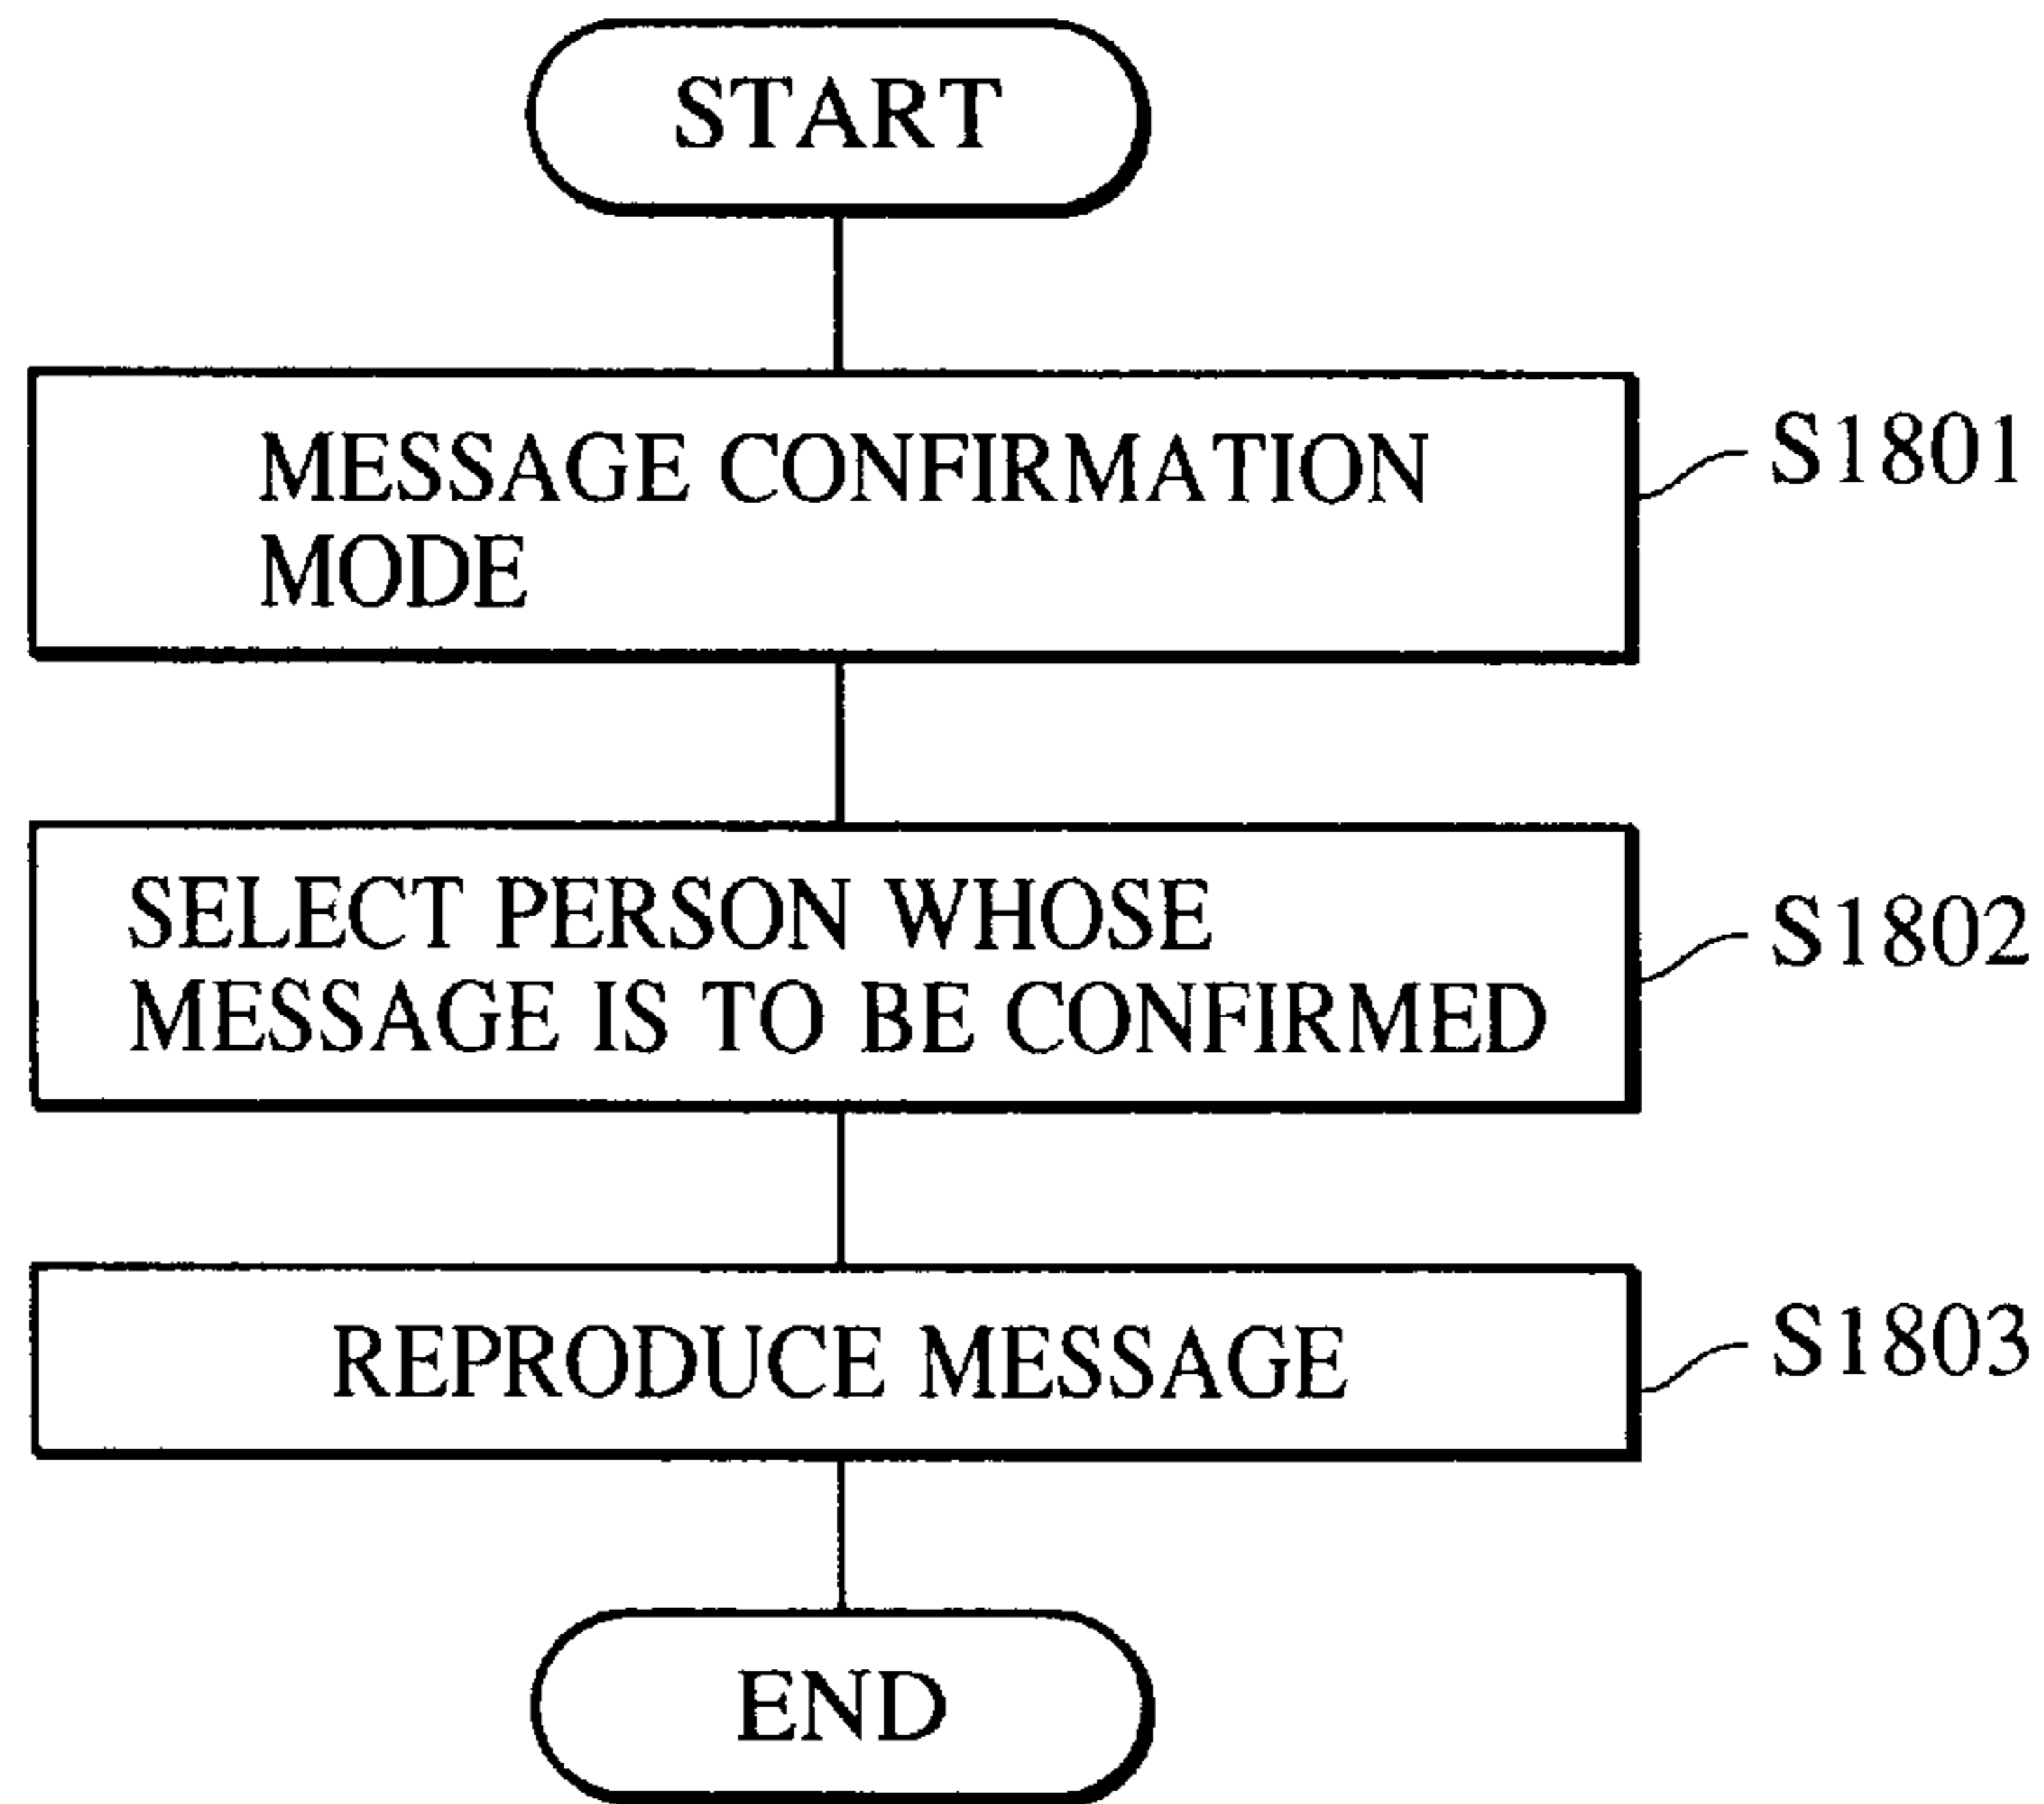 START
MESSAGE CONFIRMATION
MODE
S1801
SELECT PERSON WHOSE
MESSAGE IS TO BE CONFIRMED
S1802
REPRODUCE MESSAGE
S1803
END